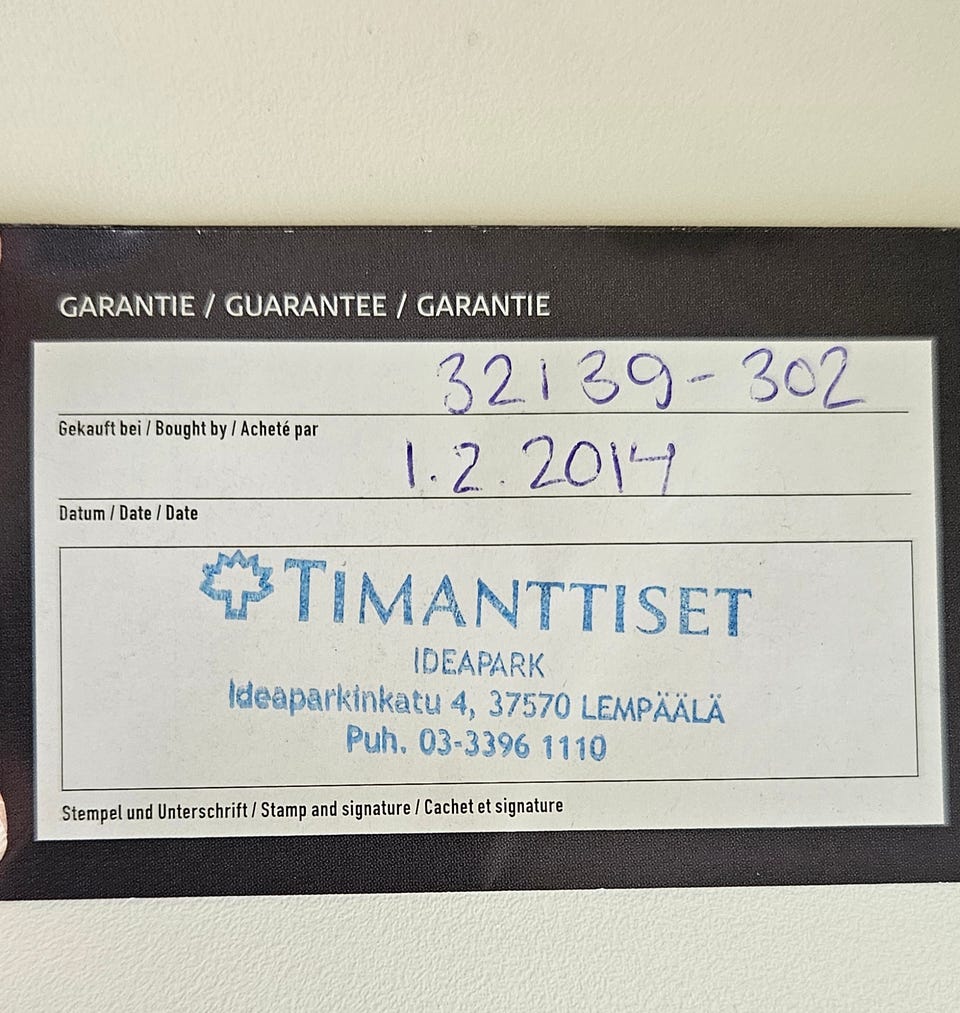 GARANTIE / GUARANTEE / GARANTIE
32139-302
Gekauft bei / Bought by / Acheté par
1.2.2014
Datum / Date / Date
TIMANTTISET
IDEAPARK
Ideaparkinkatu 4, 37570 LEMPÄÄLÄ
Puh. 03-3396 1110
Stempel und Unterschrift / Stamp and signature / Cachet et signature